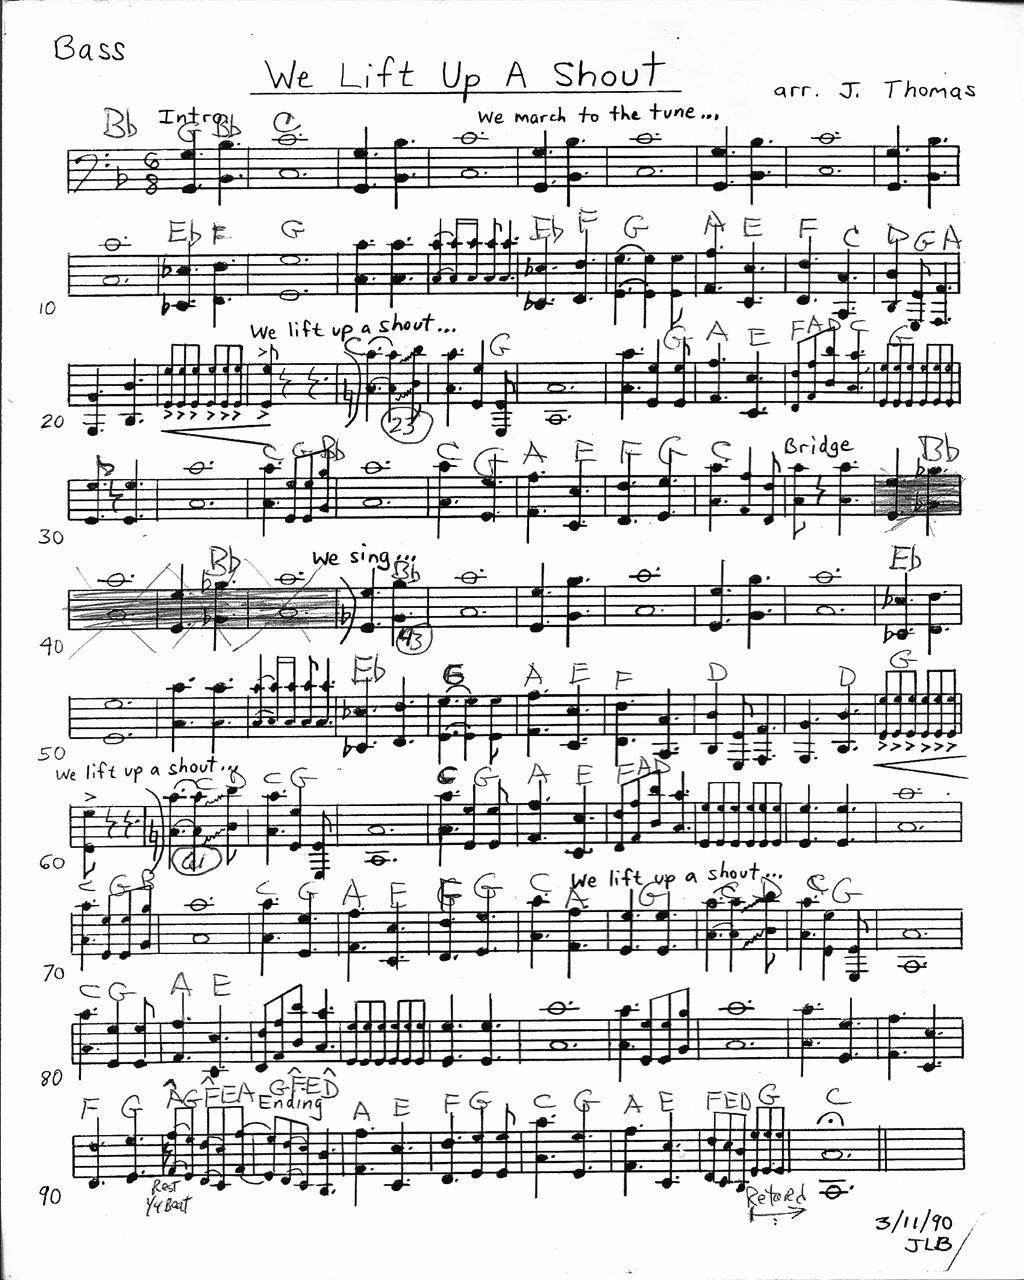 Bass
We Lift Up A Shout
arr. J. Thomas
Bb Intro G Bb C We march to the tune...
6
8
Eb F G Eb F G A E F C D G A
10
We lift up a shout...
C G G A E F A D C G
20 23
D C G Bb C G A E F G C Bridge Bb
30
Bb We sing... Bb Eb
40 43
Eb G A E F D D G
50
We lift up a shout...
C D C G C G A E F A D
60 61
We lift up a shout...
C G B C G A E F G C A G C D C G
70
C G A E
80
F G A G F E A G F E D A E F G C G A E F E D G C
Ending
90 Rest
1/4 Beat
Retard
3/11/90
JLB